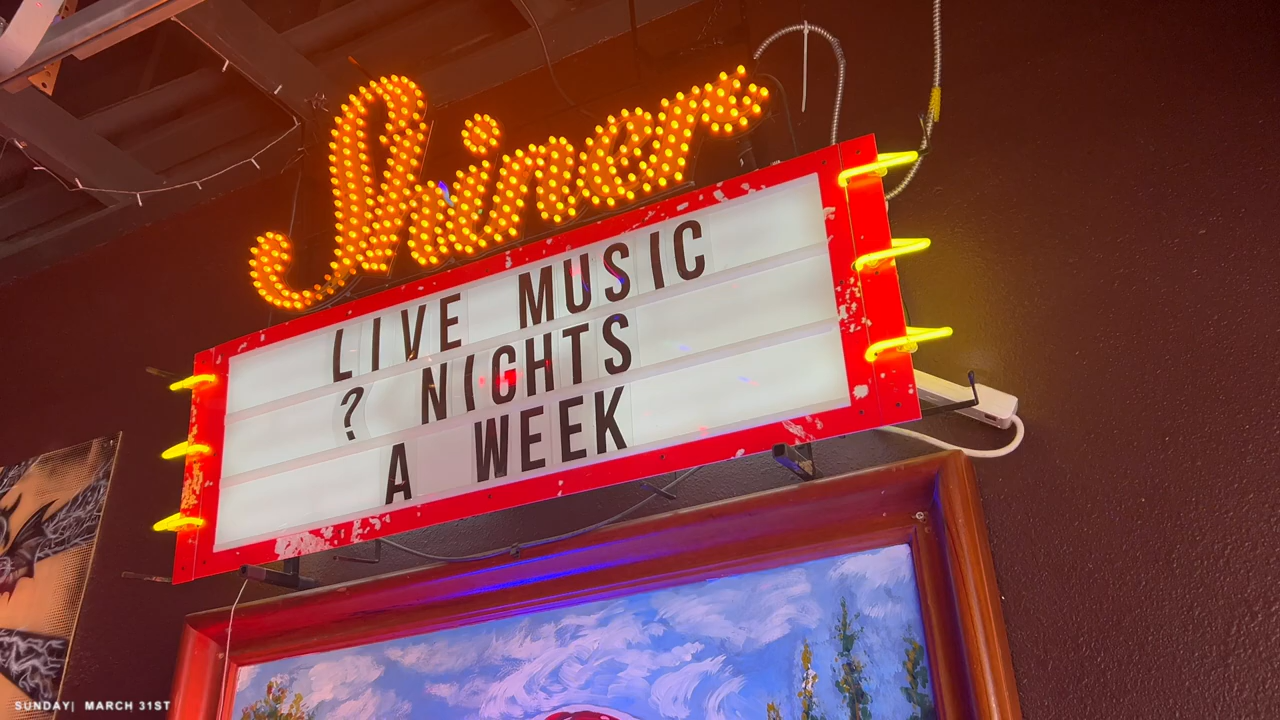 Shiner
LIVE MUSIC
? NIGHTS
A WEEK
SUNDAY| MARCH 31ST